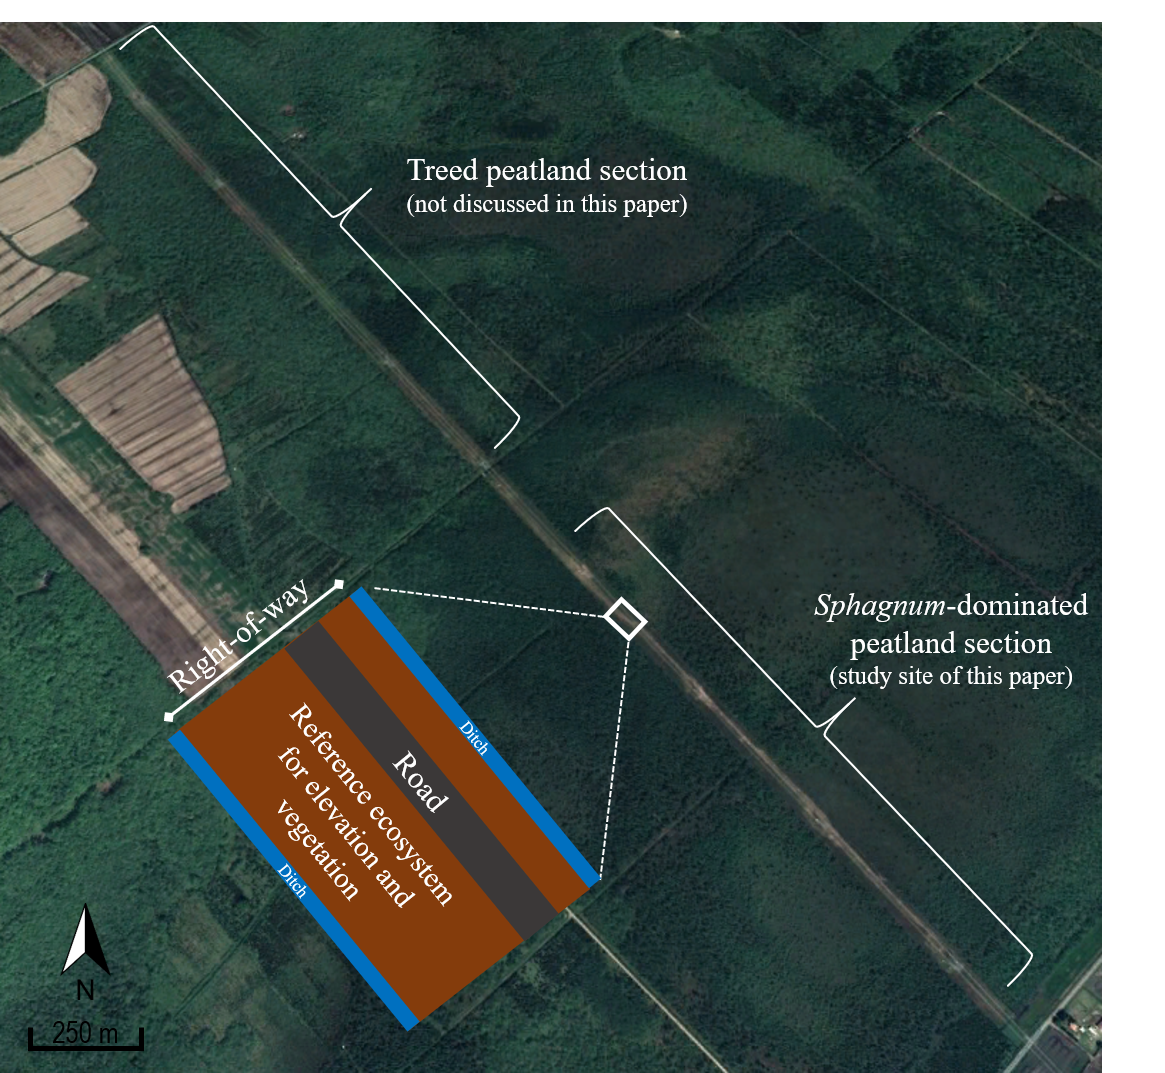 Treed peatland section
(not discussed in this paper)
Sphagnum-dominated
peatland section
(study site of this paper)
Right-of-way
Ditch
Road
Reference ecosystem
for elevation and
vegetation
Ditch
N
250 m